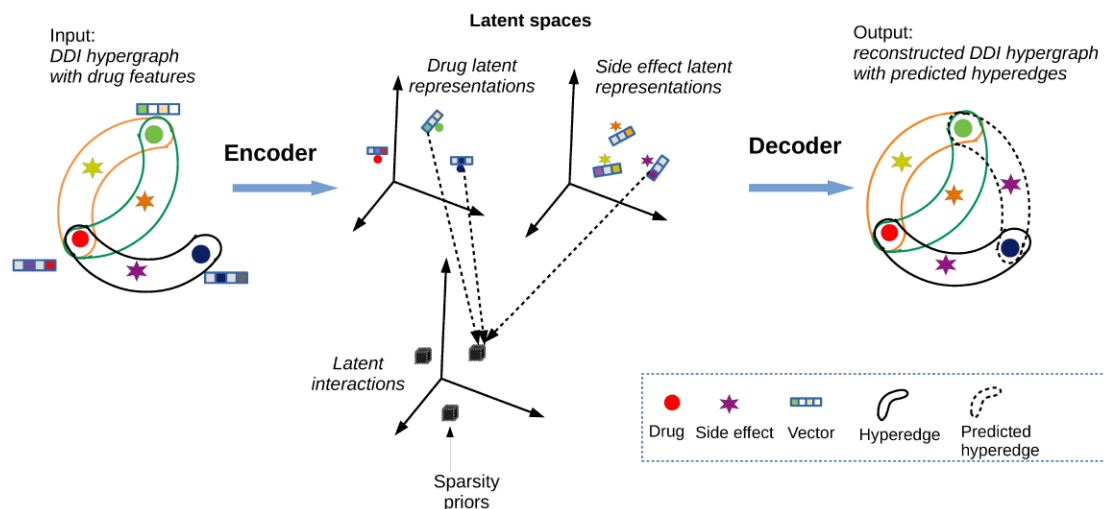 Latent spaces
Input:
DDI hypergraph
with drug features
Encoder
Drug latent
representations
Side effect latent
representations
Decoder
Output:
reconstructed DDI hypergraph
with predicted hyperedges
Latent
interactions
Sparsity
priors
Drug
Side effect
Vector
Hyperedge
Predicted
hyperedge